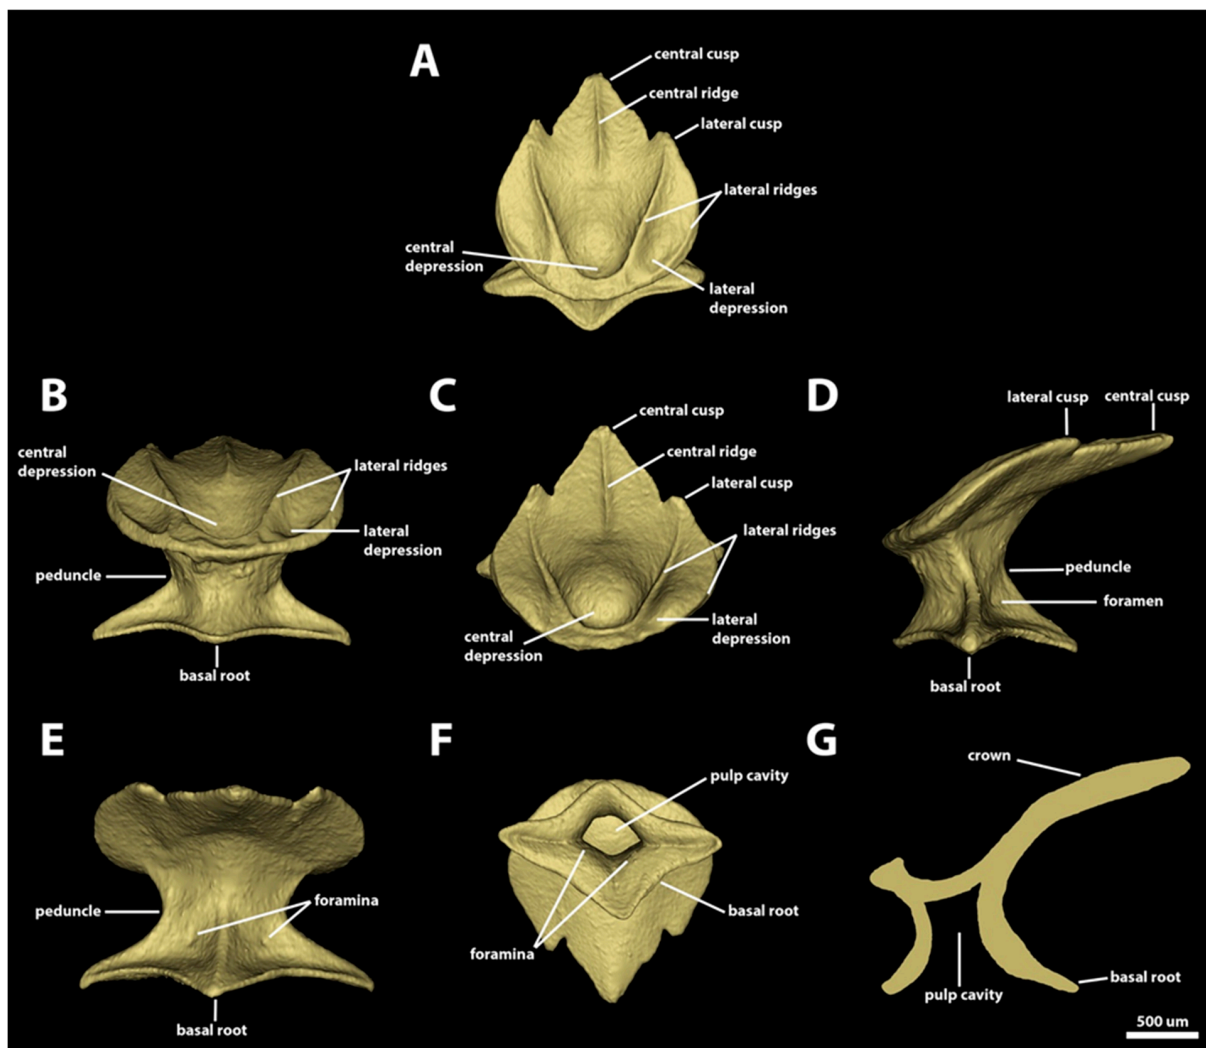 A
central cusp
central ridge
lateral cusp
lateral ridges
central
depression
lateral
depression
B
central
depression
lateral ridges
lateral
depression
peduncle
basal root
C
central cusp
central ridge
lateral cusp
lateral ridges
central
depression
lateral
depression
D
lateral cusp
central cusp
peduncle
foramen
basal root
E
peduncle
foramina
basal root
F
pulp cavity
basal root
foramina
G
crown
pulp cavity
basal root
500 um